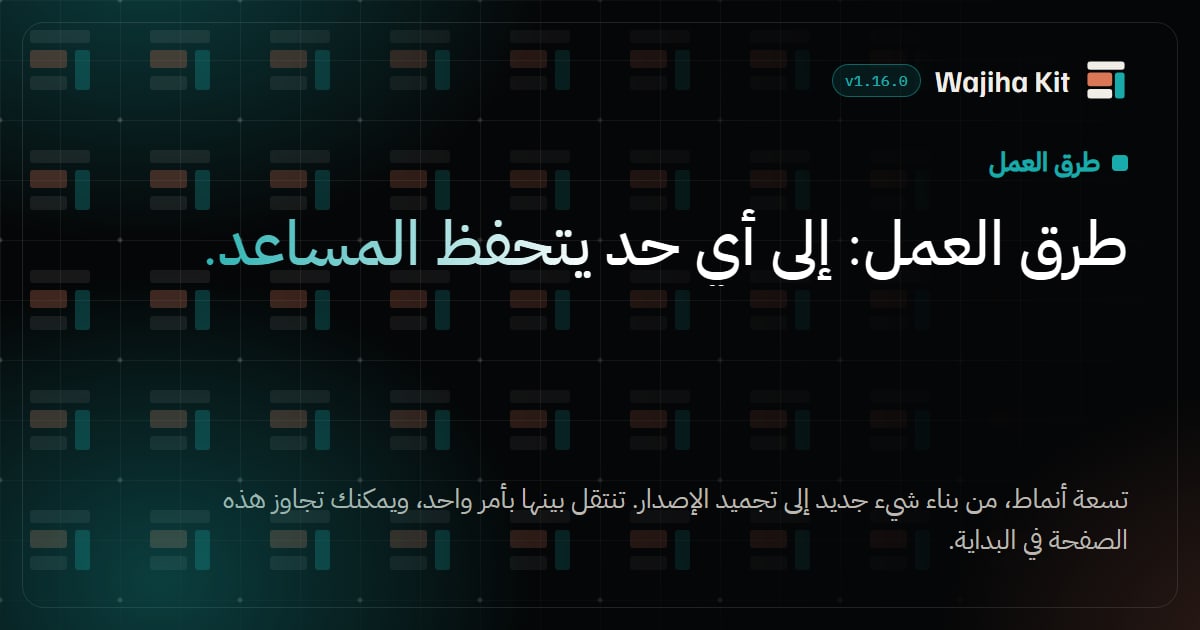 Wajiha Kit
v1.16.0
طرق العمل
طرق العمل: إلى أي حد يتحفظ المساعد.
تسعة أنماط، من بناء شيء جديد إلى تجميد الإصدار. تنتقل بينها بأمر واحد، ويمكنك تجاوز هذه
الصفحة في البداية.